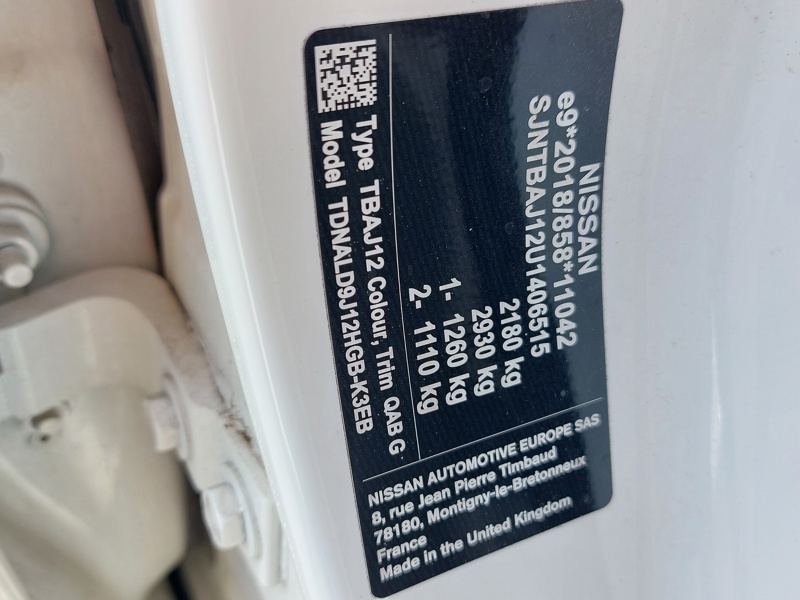 NISSAN
e9*2018/858*11042
SJNTBAJ12U1406515
2180 kg
2930 kg
1- 1260 kg
2- 1110 kg
Type TBAJ12 Colour, Trim QAB G
Model TDNALD9J12HGB-K3EB
NISSAN AUTOMOTIVE EUROPE SAS
8, rue Jean Pierre Timbaud
78180, Montigny-le-Bretonneux
France
Made in the United Kingdom